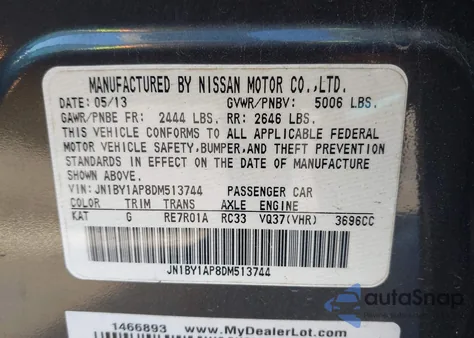 MANUFACTURED BY NISSAN MOTOR CO.,LTD.
DATE: 05/13 GVWR/PNBV: 5006 LBS.
GAWR/PNBE FR: 2444 LBS. RR: 2646 LBS.
THIS VEHICLE CONFORMS TO ALL APPLICABLE FEDERAL
MOTOR VEHICLE SAFETY,BUMPER,AND THEFT PREVENTION
STANDARDS IN EFFECT ON THE DATE OF MANUFACTURE
SHOWN ABOVE.
VIN: JN1BY1AP8DM513744 PASSENGER CAR
COLOR TRIM TRANS AXLE ENGINE
KAT G RE7R01A RC33 VQ37(VHR) 3696CC
JN1BY1AP8DM513744
autoSnap
1466893 www.MyDealerLot.com